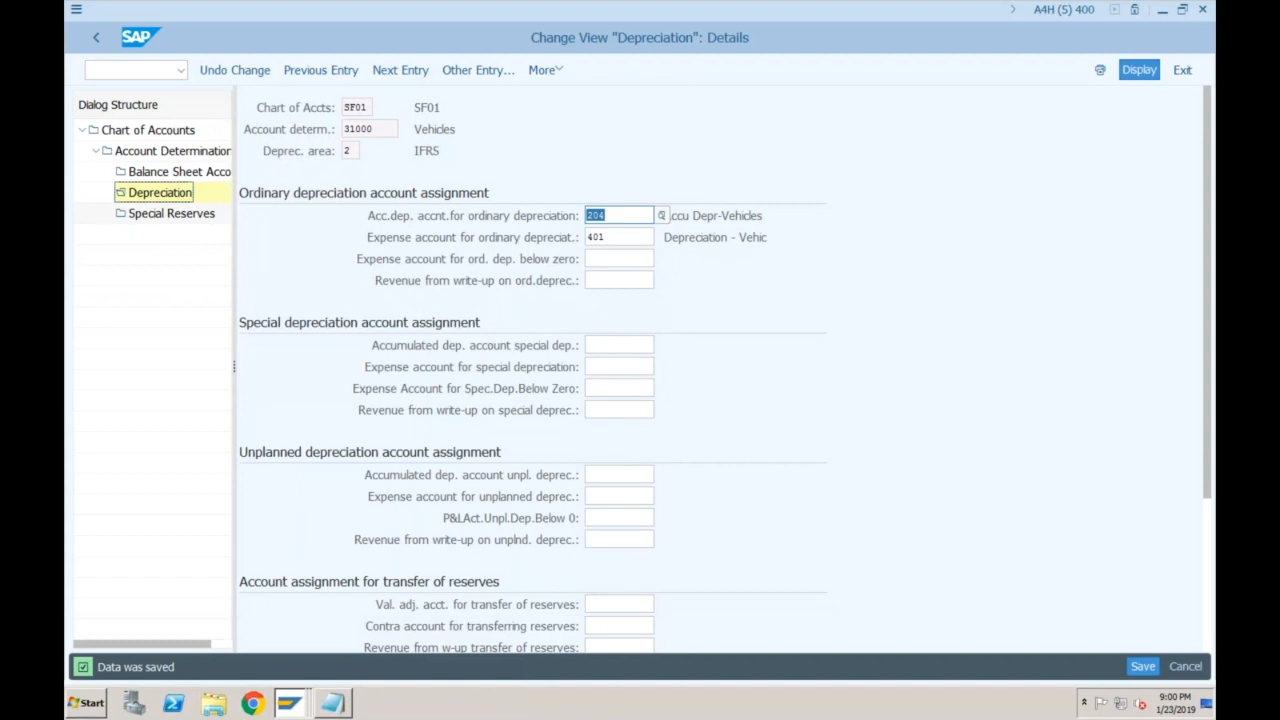 A4H (5) 400
SAP
Change View "Depreciation": Details
Undo Change Previous Entry Next Entry Other Entry... More Display Exit
Dialog Structure
Chart of Accounts
Account Determination
Balance Sheet Acco
Depreciation
Special Reserves
Chart of Accts: SF01 SF01
Account determ.: 31000 Vehicles
Deprec. area: 2 IFRS
Ordinary depreciation account assignment
Acc.dep. accnt.for ordinary depreciation: 204 ccu Depr-Vehicles
Expense account for ordinary depreciat.: 401 Depreciation - Vehic
Expense account for ord. dep. below zero:
Revenue from write-up on ord.deprec.:
Special depreciation account assignment
Accumulated dep. account special dep.:
Expense account for special depreciation:
Expense Account for Spec.Dep.Below Zero:
Revenue from write-up on special deprec.:
Unplanned depreciation account assignment
Accumulated dep. account unpl. deprec.:
Expense account for unplanned deprec.:
P&LAct.Unpl.Dep.Below 0:
Revenue from write-up on unplnd. deprec.:
Account assignment for transfer of reserves
Val. adj. acct. for transfer of reserves:
Contra account for transferring reserves:
Revenue from w-up transfer of reserves:
Data was saved Save Cancel
Start 9:00 PM
1/23/2019